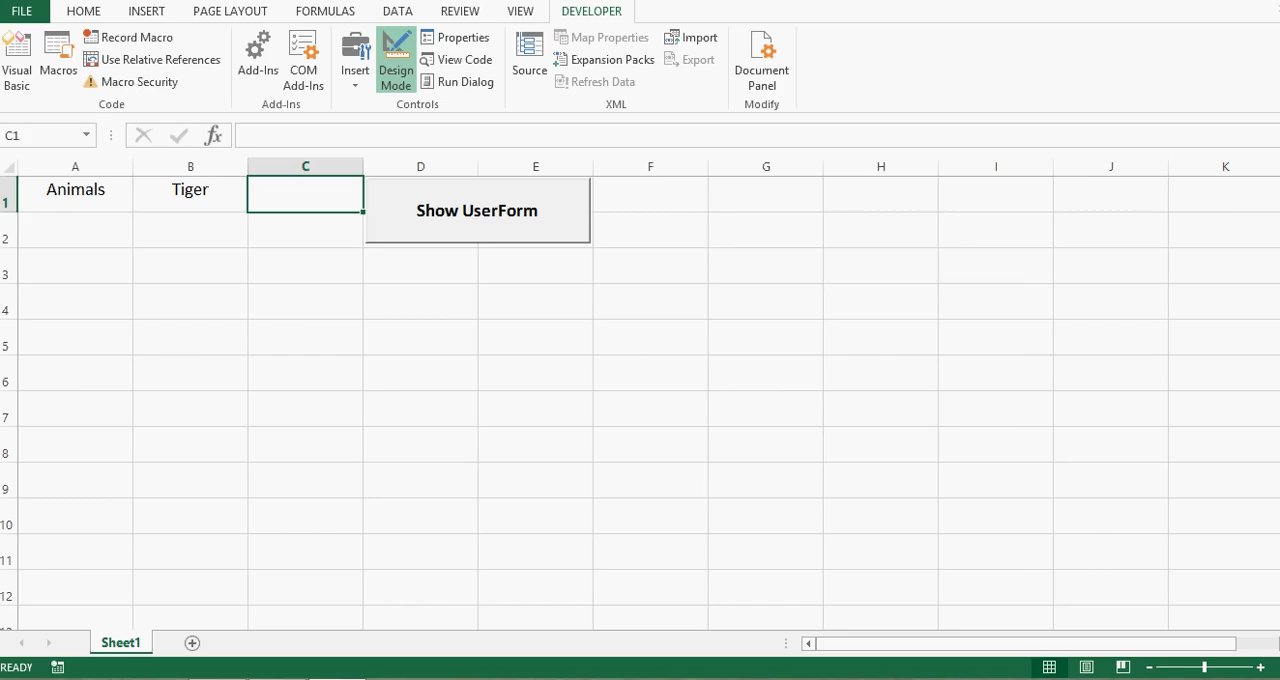 FILE HOME INSERT PAGE LAYOUT FORMULAS DATA REVIEW VIEW DEVELOPER
Visual Basic
Macros
Record Macro
Use Relative References
Macro Security
Code
Add-Ins
COM Add-Ins
Add-Ins
Insert
Design Mode
Properties
View Code
Run Dialog
Controls
Source
Map Properties
Expansion Packs
Refresh Data
Import
Export
XML
Document Panel
Modify
C1 fx
A B C D E F G H I J K
1 Animals Tiger
Show UserForm
2
3
4
5
6
7
8
9
10
11
12
Sheet1
READY